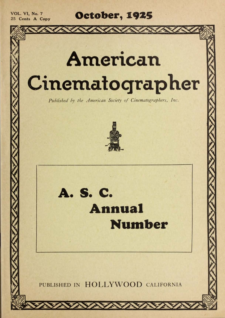 VOL. VI, No. 7
October, 1925
25 Cents A Copy
American
Cinematographer
Published by the American Society of Cinematographers, Inc.
A. S. C.
Annual
Number
PUBLISHED IN HOLLYWOOD CALIFORNIA